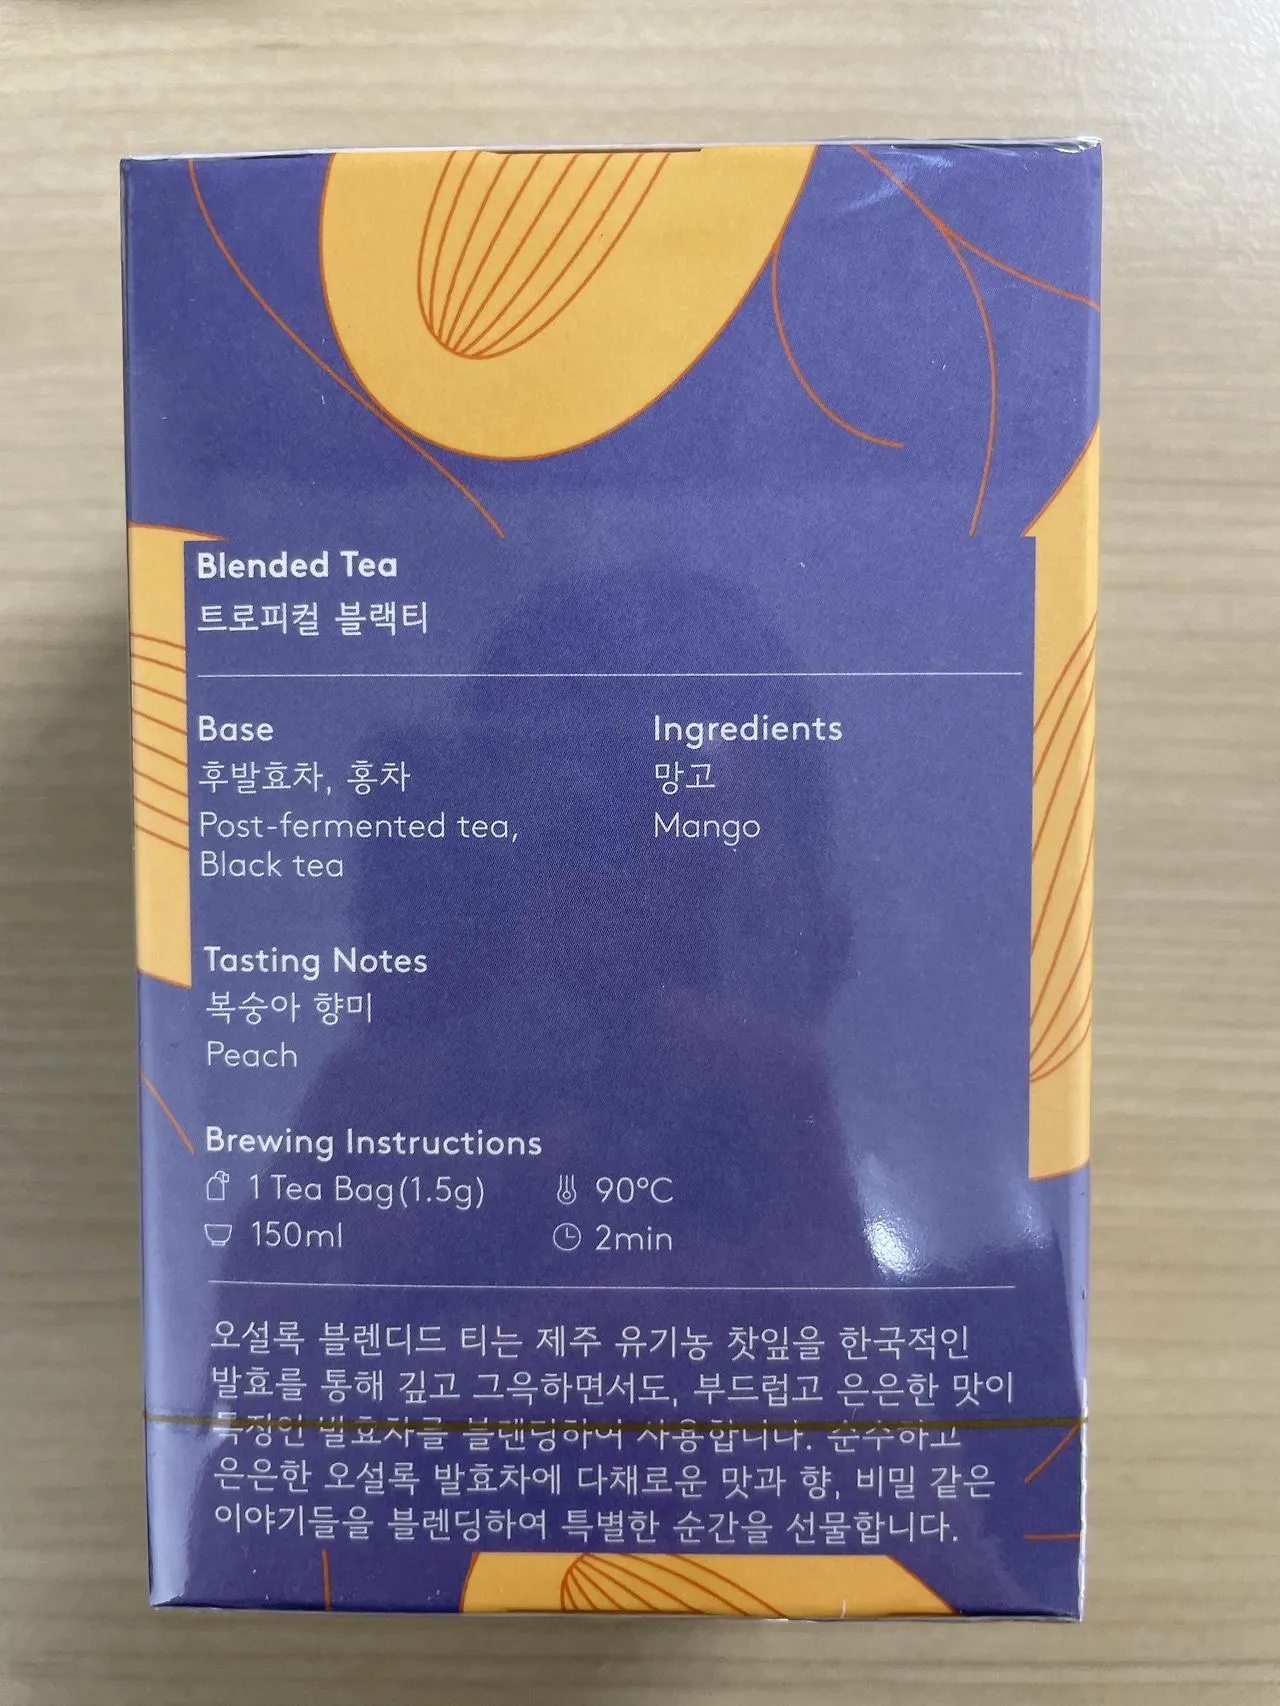 Blended Tea
트로피컬 블랙티
Base
후발효차, 홍차
Post-fermented tea,
Black tea
Ingredients
망고
Mango
Tasting Notes
복숭아 향미
Peach
Brewing Instructions
1 Tea Bag(1.5g)
90°C
150ml
2min
오설록 블렌디드 티는 제주 유기농 찻잎을 한국적인
발효를 통해 깊고 그윽하면서도, 부드럽고 은은한 맛이
특징인 발효차를 블렌딩하여 사용합니다. 순수하고
은은한 오설록 발효차에 다채로운 맛과 향, 비밀 같은
이야기들을 블렌딩하여 특별한 순간을 선물합니다.